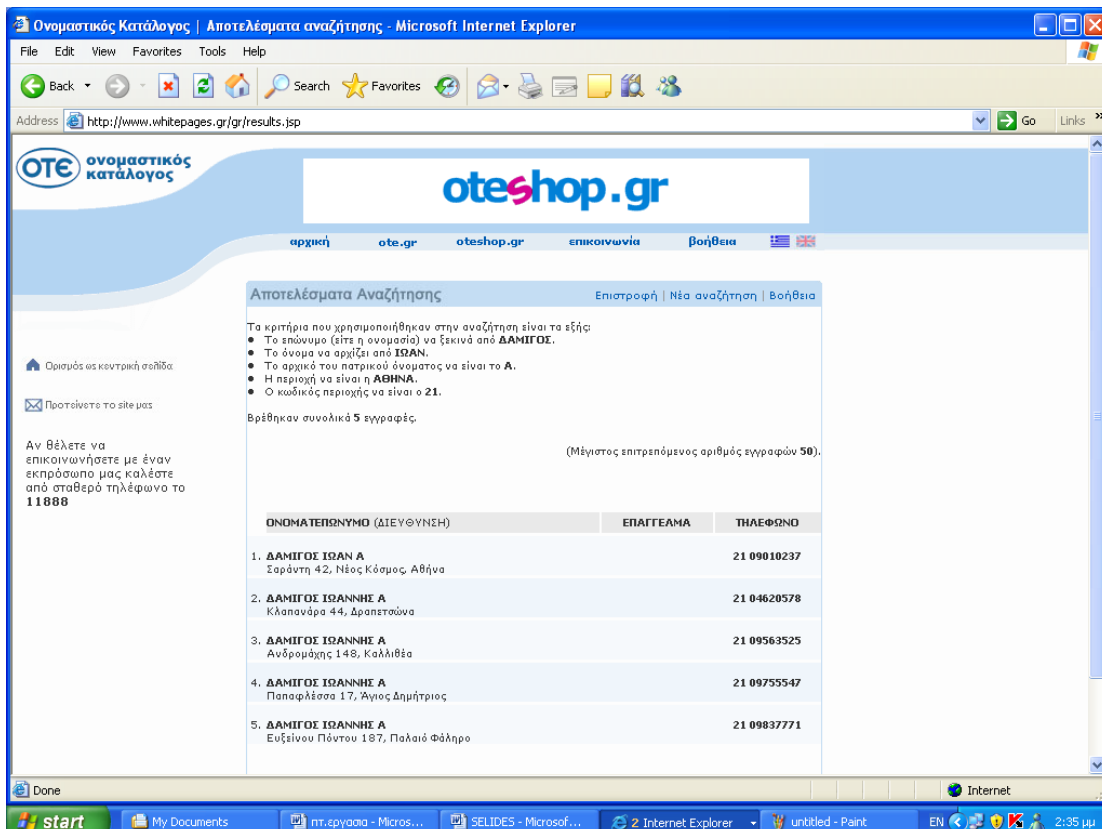 Ονομαστικός Κατάλογος | Αποτελέσματα αναζήτησης - Microsoft Internet Explorer
File Edit View Favorites Tools Help
Back Search Favorites
Address http://www.whitepages.gr/gr/results.jsp Go Links »
ΟΤΕ ονομαστικός
κατάλογος
oteshop.gr
αρχική ote.gr oteshop.gr επικοινωνία βοήθεια
Αποτελέσματα Αναζήτησης Επιστροφή | Νέα αναζήτηση | Βοήθεια
Τα κριτήρια που χρησιμοποιήθηκαν στην αναζήτηση είναι τα εξής:
● Το επώνυμο (είτε η ονομασία) να ξεκινά από ΔΑΜΙΓΟΣ.
● Το όνομα να αρχίζει από ΙΩΑΝ.
● Το αρχικό του πατρικού όνοματος να είναι το Α.
● Η περιοχή να είναι η ΑΘΗΝΑ.
● Ο κωδικός περιοχής να είναι ο 21.
Βρέθηκαν συνολικά 5 εγγραφές.
(Μέγιστος επιτρεπόμενος αριθμός εγγραφών 50).
Ορισμός ως κεντρική σελίδα
Προτείνετε το site μας
Αν θέλετε να
επικοινωνήσετε με έναν
εκπρόσωπο μας καλέστε
από σταθερό τηλέφωνο το
11888
ΟΝΟΜΑΤΕΠΩΝΥΜΟ (ΔΙΕΥΘΥΝΣΗ) ΕΠΑΓΓΕΛΜΑ ΤΗΛΕΦΩΝΟ
1. ΔΑΜΙΓΟΣ ΙΩΑΝ Α 21 09010237
Σαράντη 42, Νέος Κόσμος, Αθήνα
2. ΔΑΜΙΓΟΣ ΙΩΑΝΝΗΣ Α 21 04620578
Κλαπανάρα 44, Δραπετσώνα
3. ΔΑΜΙΓΟΣ ΙΩΑΝΝΗΣ Α 21 09563525
Ανδρομάχης 148, Καλλιθέα
4. ΔΑΜΙΓΟΣ ΙΩΑΝΝΗΣ Α 21 09755547
Παπαφλέσσα 17, Άγιος Δημήτριος
5. ΔΑΜΙΓΟΣ ΙΩΑΝΝΗΣ Α 21 09837771
Ευξείνου Πόντου 187, Παλαιό Φάληρο
Done Internet
start My Documents πτ.εργασια - Micros... SELIDES - Microsof... 2 Internet Explorer untitled - Paint EN 2:35 μμ